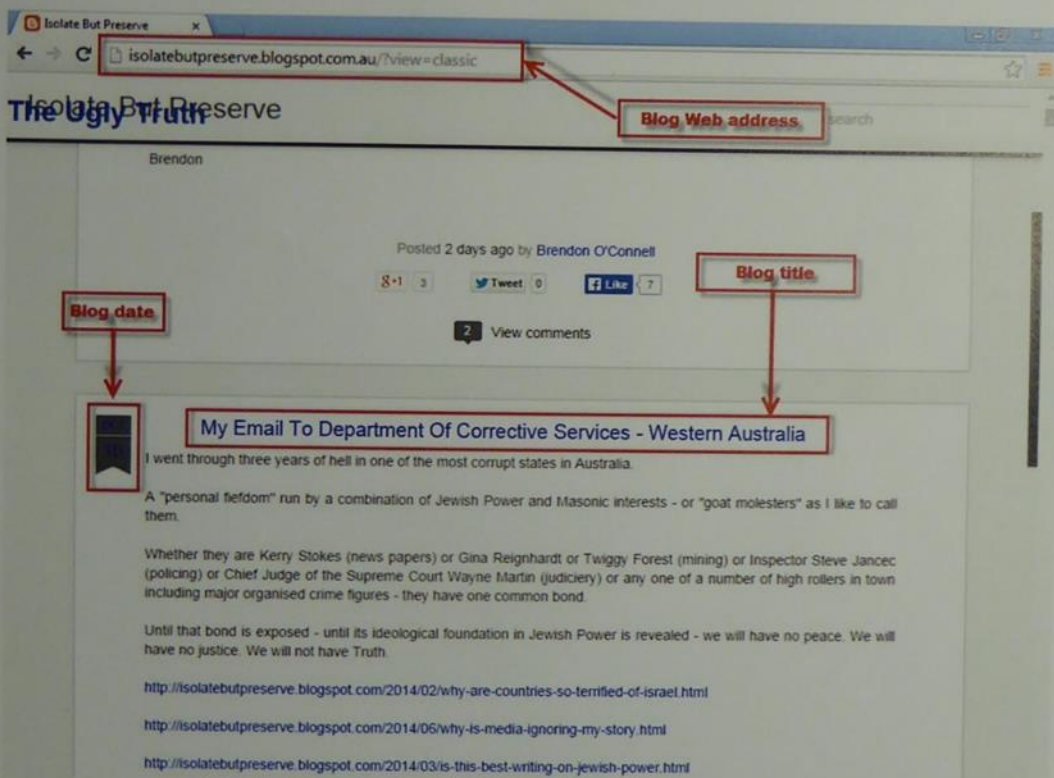 Isolate But Preserve
isolatebutpreserve.blogspot.com.au/?view=classic
Isolate But Preserve
The Ugly Truth
Blog Web address
search
Brendon
Posted 2 days ago by Brendon O'Connell
g+1 3 Tweet 0 Like 7
Blog title
Blog date
2 View comments
My Email To Department Of Corrective Services - Western Australia
I went through three years of hell in one of the most corrupt states in Australia.
A "personal fiefdom" run by a combination of Jewish Power and Masonic interests - or "goat molesters" as I like to call
them.
Whether they are Kerry Stokes (news papers) or Gina Reignhardt or Twiggy Forest (mining) or Inspector Steve Jancec
(policing) or Chief Judge of the Supreme Court Wayne Martin (judiciery) or any one of a number of high rollers in town
including major organised crime figures - they have one common bond.
Until that bond is exposed - until its ideological foundation in Jewish Power is revealed - we will have no peace. We will
have no justice. We will not have Truth.
http://isolatebutpreserve.blogspot.com/2014/02/why-are-countries-so-terrified-of-israel.html
http://isolatebutpreserve.blogspot.com/2014/06/why-is-media-ignoring-my-story.html
http://isolatebutpreserve.blogspot.com/2014/03/is-this-best-writing-on-jewish-power.html